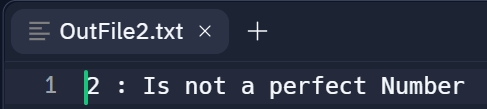 OutFile2.txt × +
1 2 : Is not a perfect Number